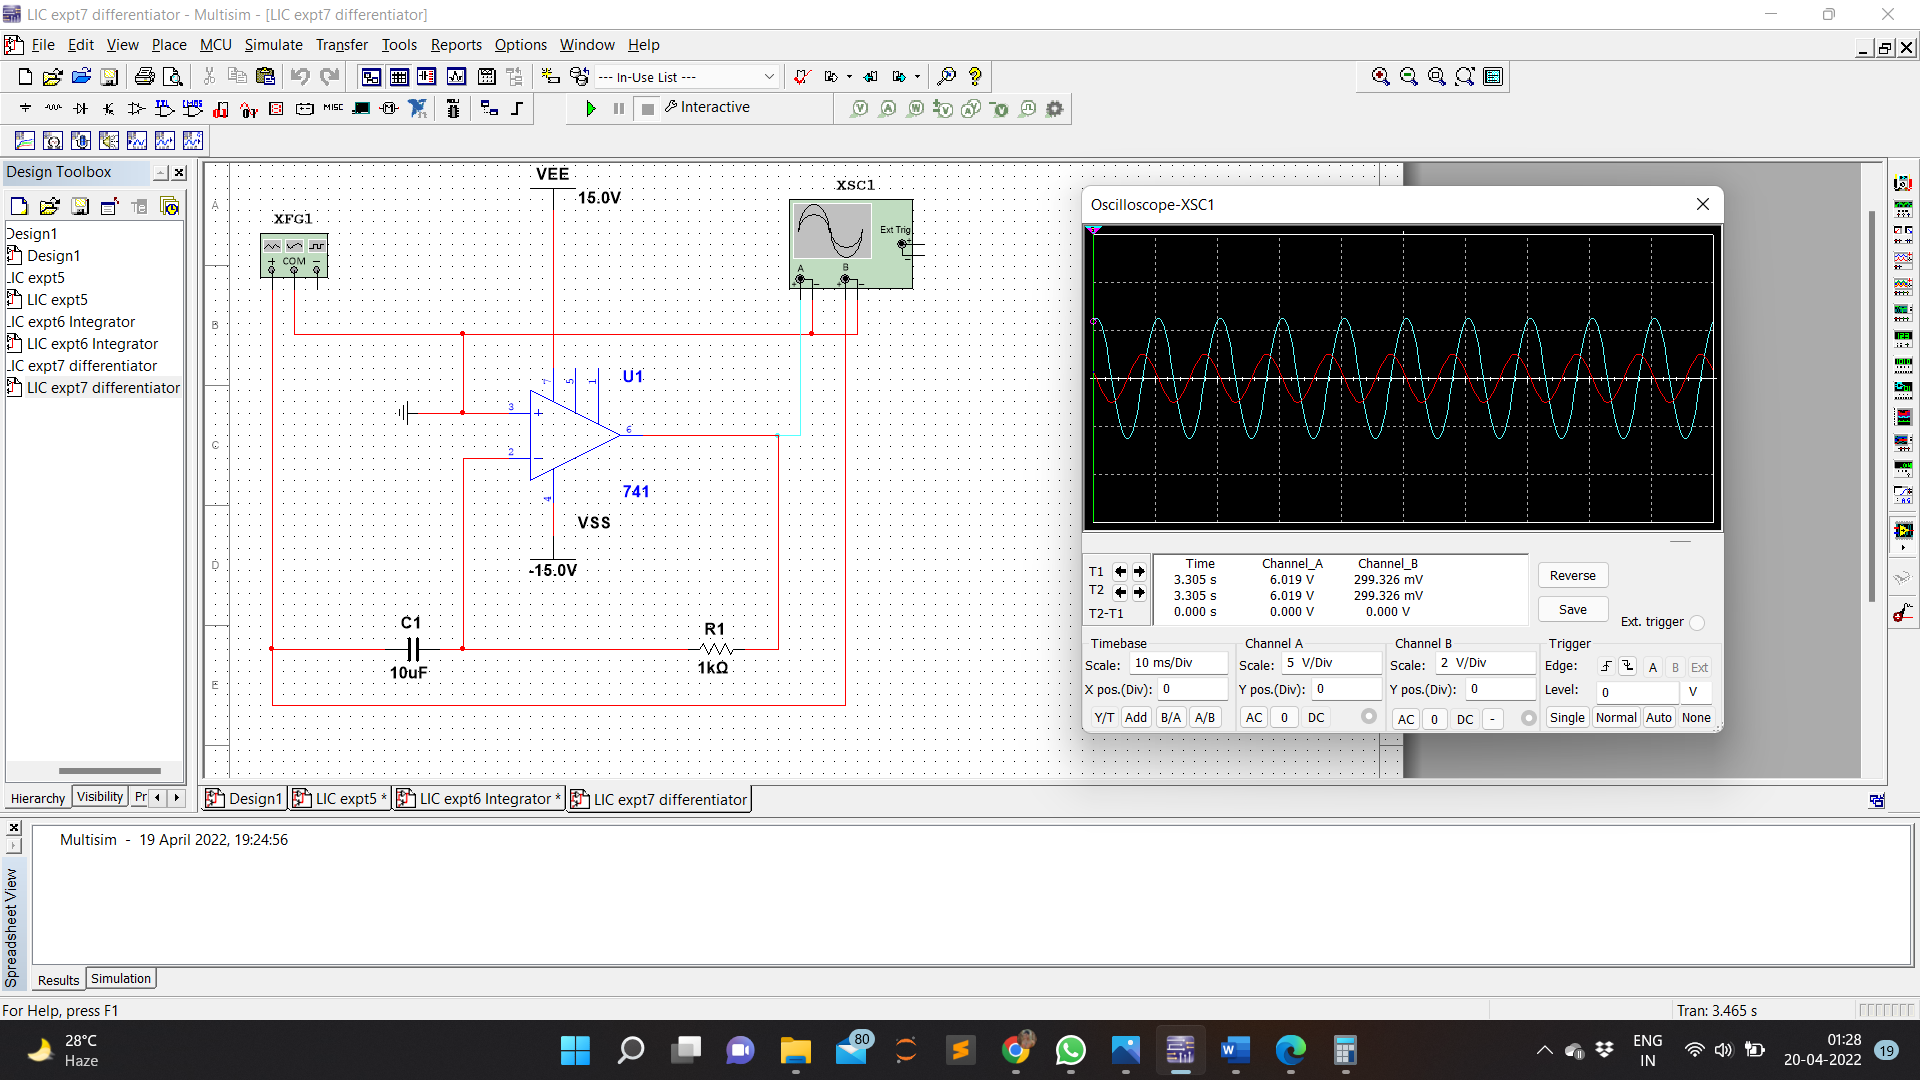 LIC expt7 differentiator - Multisim - [LIC expt7 differentiator]
File Edit View Place MCU Simulate Transfer Tools Reports Options Window Help
--- In-Use List ---
MISC
Interactive
Design Toolbox
Design1
Design1
LIC expt5
LIC expt5
LIC expt6 Integrator
LIC expt6 Integrator
LIC expt7 differentiator
LIC expt7 differentiator
Hierarchy Visibility Pr
A
B
C
D
E
VEE
15.0V
XFG1
COM
XSC1
Ext Trig
A
B
U1
7 5 1
3
2
6
4
741
VSS
-15.0V
C1
10uF
R1
1kΩ
Oscilloscope-XSC1
Time Channel_A Channel_B
T1 3.305 s 6.019 V 299.326 mV
T2 3.305 s 6.019 V 299.326 mV
T2-T1 0.000 s 0.000 V 0.000 V
Reverse
Save
Ext. trigger
Timebase
Scale: 10 ms/Div
X pos.(Div): 0
Y/T Add B/A A/B
Channel A
Scale: 5 V/Div
Y pos.(Div): 0
AC 0 DC
Channel B
Scale: 2 V/Div
Y pos.(Div): 0
AC 0 DC -
Trigger
Edge: A B Ext
Level: 0 V
Single Normal Auto None
Design1 LIC expt5 * LIC expt6 Integrator * LIC expt7 differentiator
Spreadsheet View
Multisim - 19 April 2022, 19:24:56
Results Simulation
For Help, press F1
Tran: 3.465 s
28°C
Haze
80
ENG
IN
01:28
20-04-2022
19